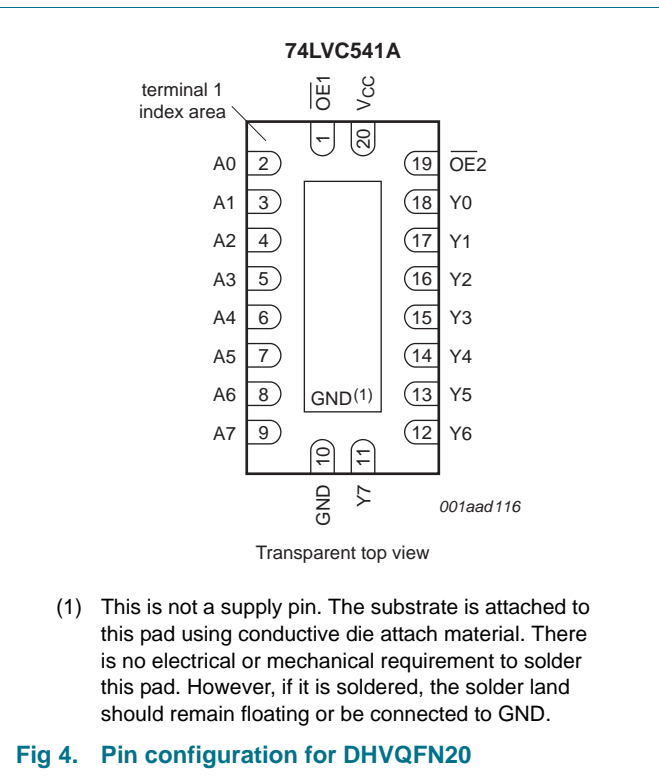 74LVC541A
terminal 1
index area
OE1
VCC
1
20
A0 2 19 OE2
A1 3 18 Y0
A2 4 17 Y1
A3 5 16 Y2
A4 6 15 Y3
A5 7 14 Y4
A6 8 GND(1) 13 Y5
A7 9 12 Y6
10
11
GND
Y7
001aad116
Transparent top view
(1) This is not a supply pin. The substrate is attached to
this pad using conductive die attach material. There
is no electrical or mechanical requirement to solder
this pad. However, if it is soldered, the solder land
should remain floating or be connected to GND.
Fig 4. Pin configuration for DHVQFN20